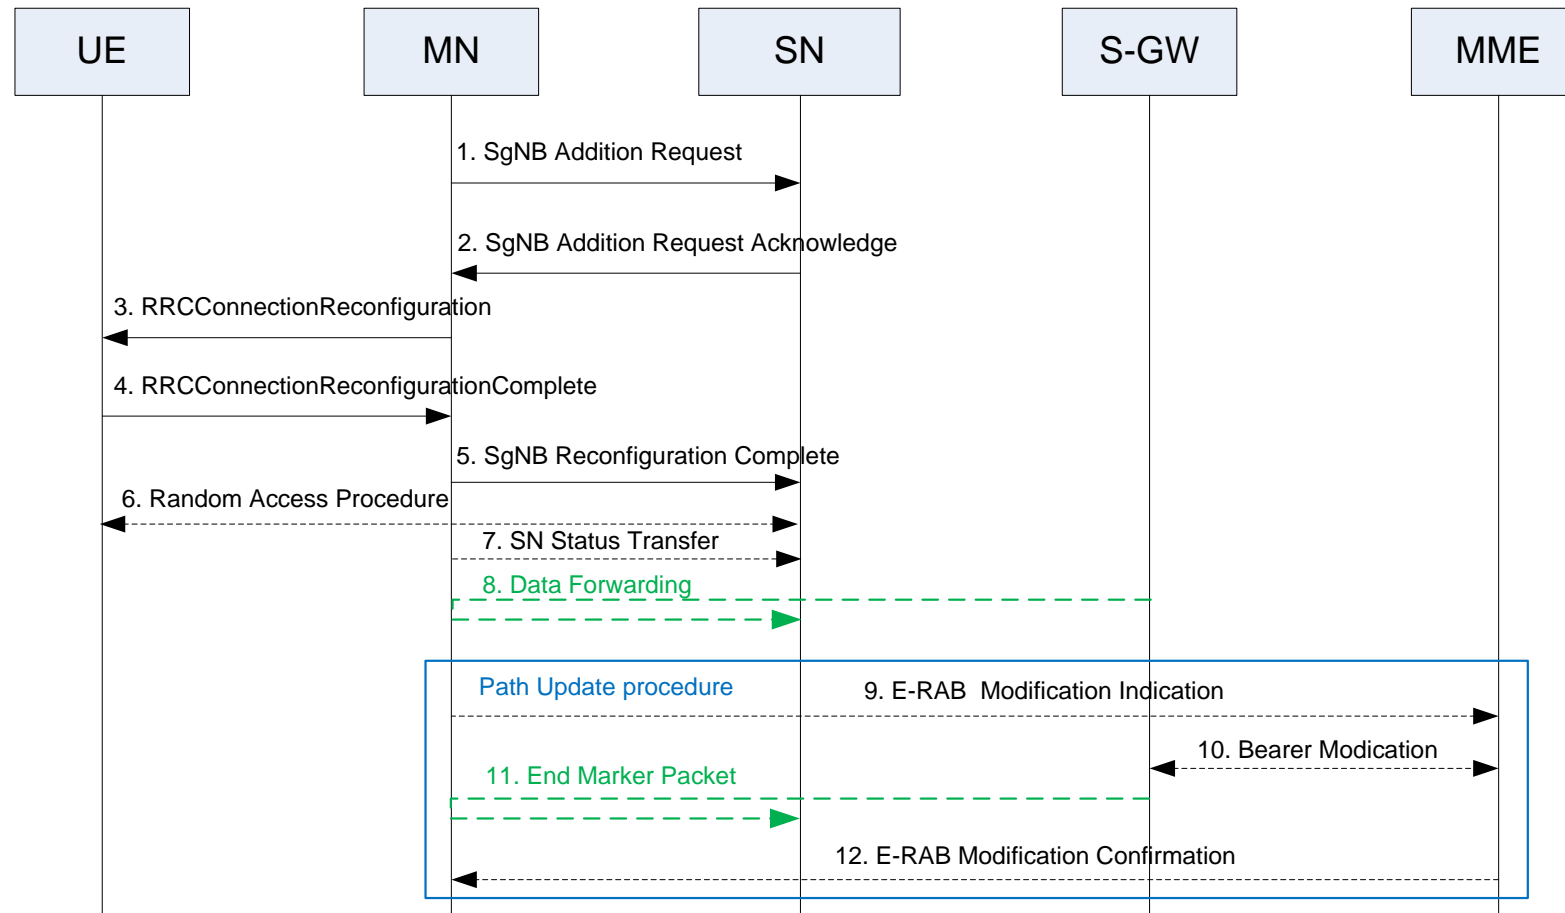 UE
MN
SN
S-GW
MME
1. SgNB Addition Request
2. SgNB Addition Request Acknowledge
3. RRCConnectionReconfiguration
4. RRCConnectionReconfigurationComplete
5. SgNB Reconfiguration Complete
6. Random Access Procedure
7. SN Status Transfer
8. Data Forwarding
Path Update procedure
9. E-RAB  Modification Indication
10. Bearer Modication
11. End Marker Packet
12. E-RAB Modification Confirmation